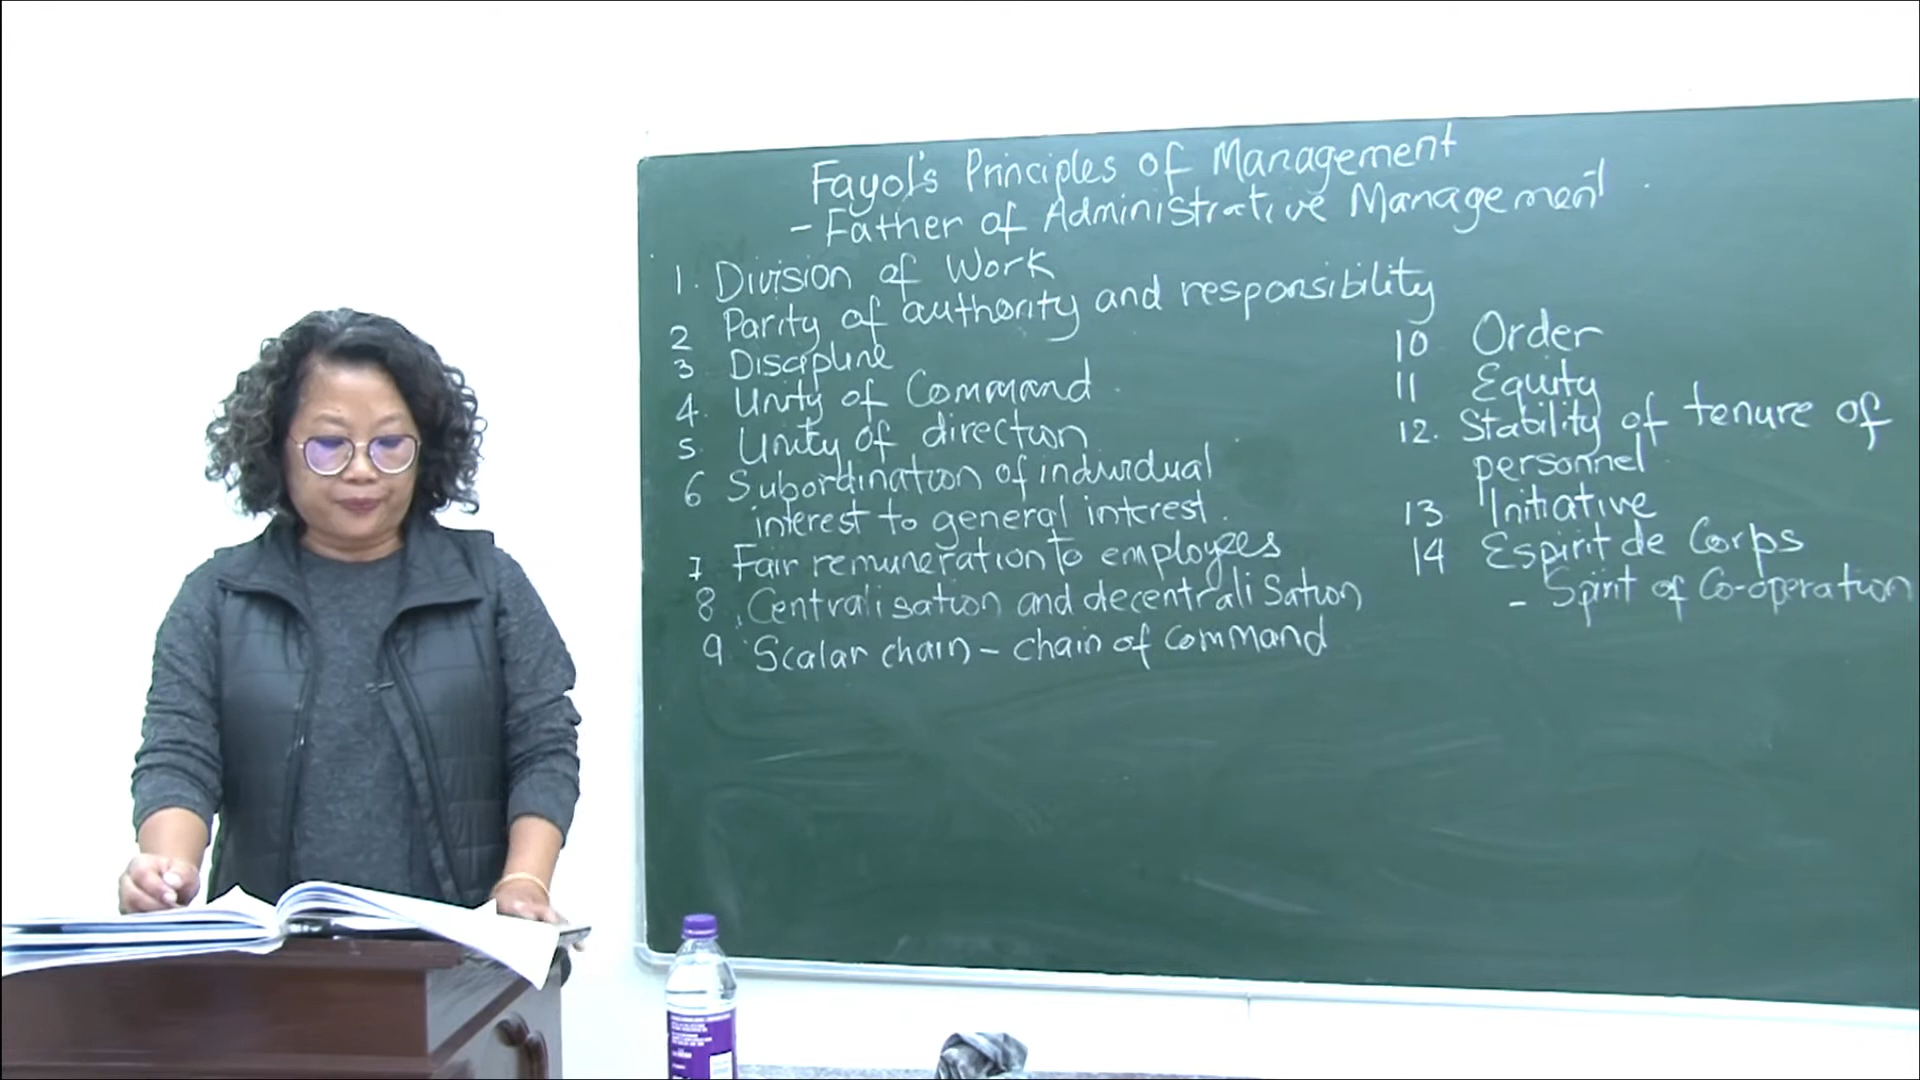 Fayol's Principles of Management
- Father of Administrative Management
1. Division of Work
2 Parity of authority and responsibility
3 Discipline
4. Unity of Command
5. Unity of direction
6 Subordination of individual
interest to general interest.
7 Fair remuneration to employees
8. Centralisation and decentralisation
9. Scalar chain - chain of command
10 Order
11 Equity
12. Stability of tenure of
personnel
13 Initiative
14 Espirit de Corps
- Spirit of Co-operation